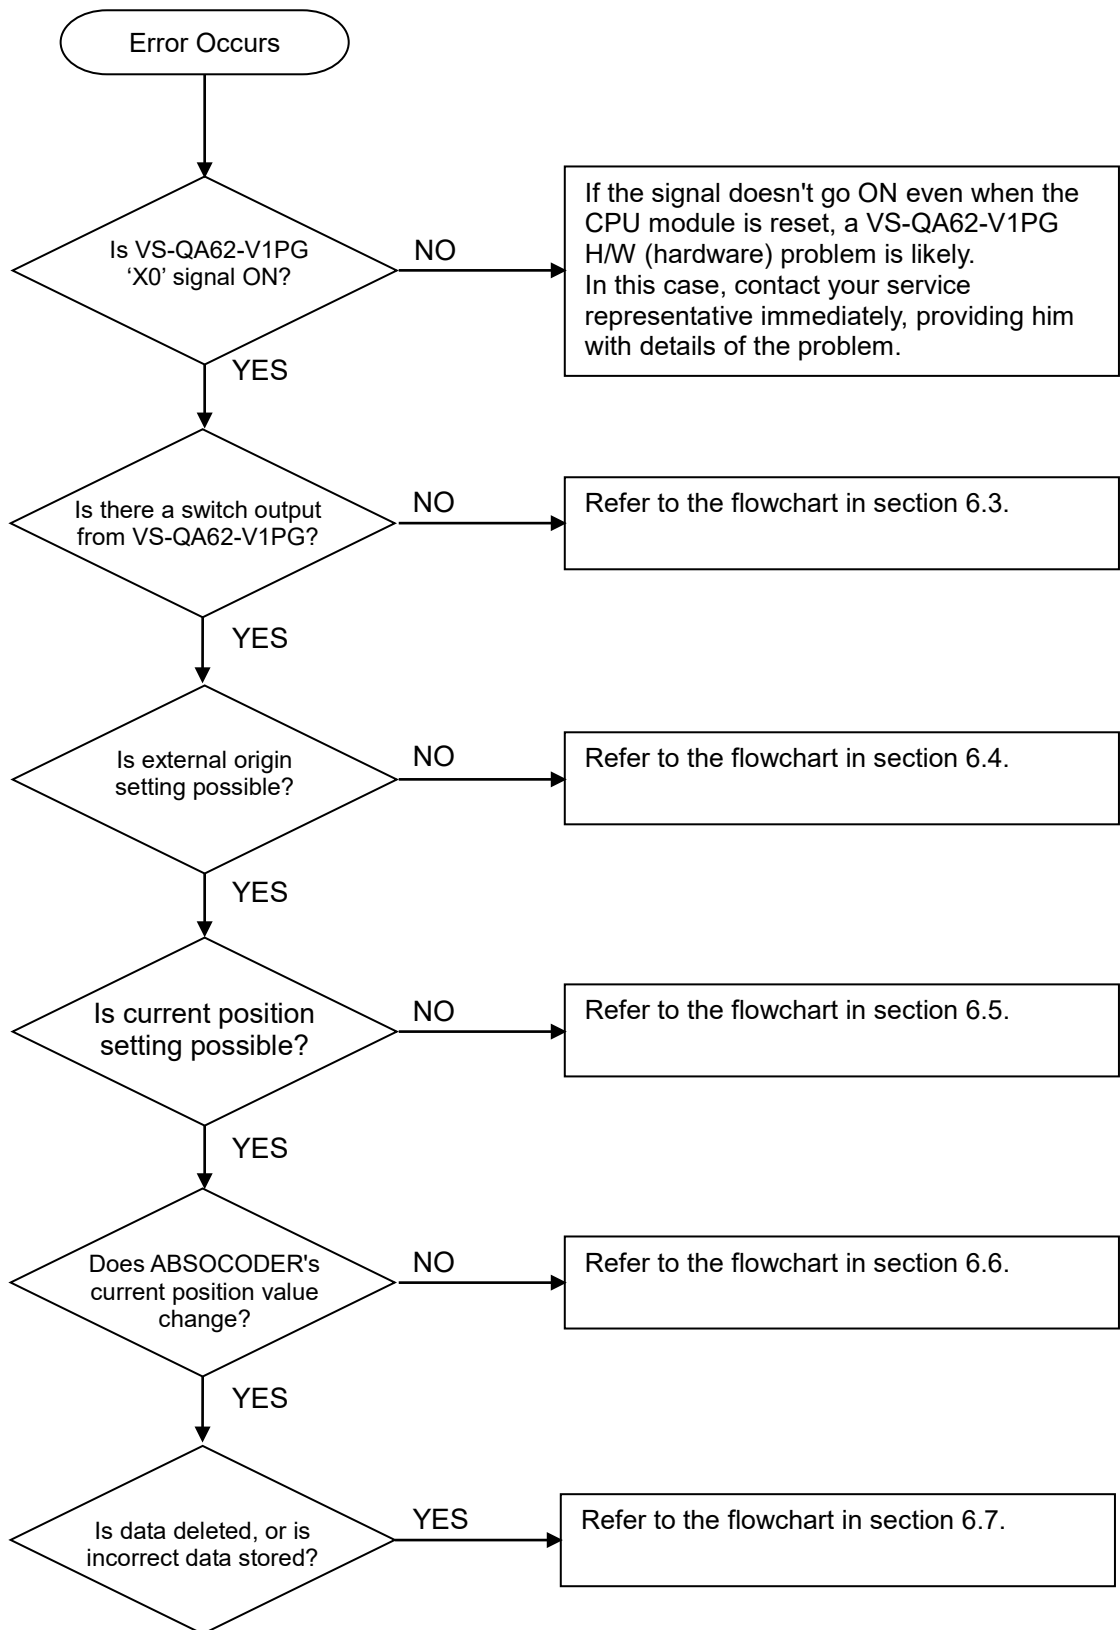 Error Occurs
Is VS-QA62-V1PG
‘X0’ signal ON?
NO
If the signal doesn't go ON even when the
CPU module is reset, a VS-QA62-V1PG
H/W (hardware) problem is likely.
In this case, contact your service
representative immediately, providing him
with details of the problem.
YES
Is there a switch output
from VS-QA62-V1PG?
NO
Refer to the flowchart in section 6.3.
YES
Is external origin
setting possible?
NO
Refer to the flowchart in section 6.4.
YES
Is current position
setting possible?
NO
Refer to the flowchart in section 6.5.
YES
Does ABSOCODER's
current position value
change?
NO
Refer to the flowchart in section 6.6.
YES
Is data deleted, or is
incorrect data stored?
YES
Refer to the flowchart in section 6.7.